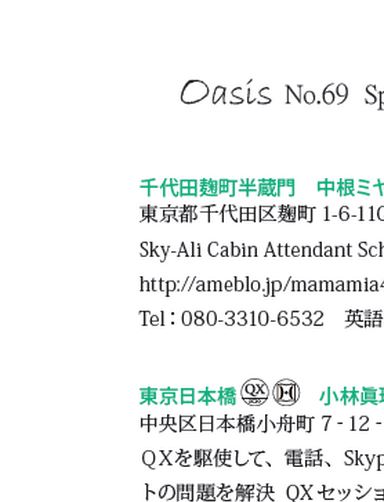 Oasis No.69 Sp
千代田麹町半蔵門 中根ミヤ
東京都千代田区麹町 1-6-110
Sky-Ali Cabin Attendant Sch
http://ameblo.jp/mamamia4
Tel：080-3310-6532 英語
東京日本橋 QX H 小林眞理
中央区日本橋小舟町 7 - 12 -
QXを駆使して、電話、Skyp
トの問題を解決 QXセッショ